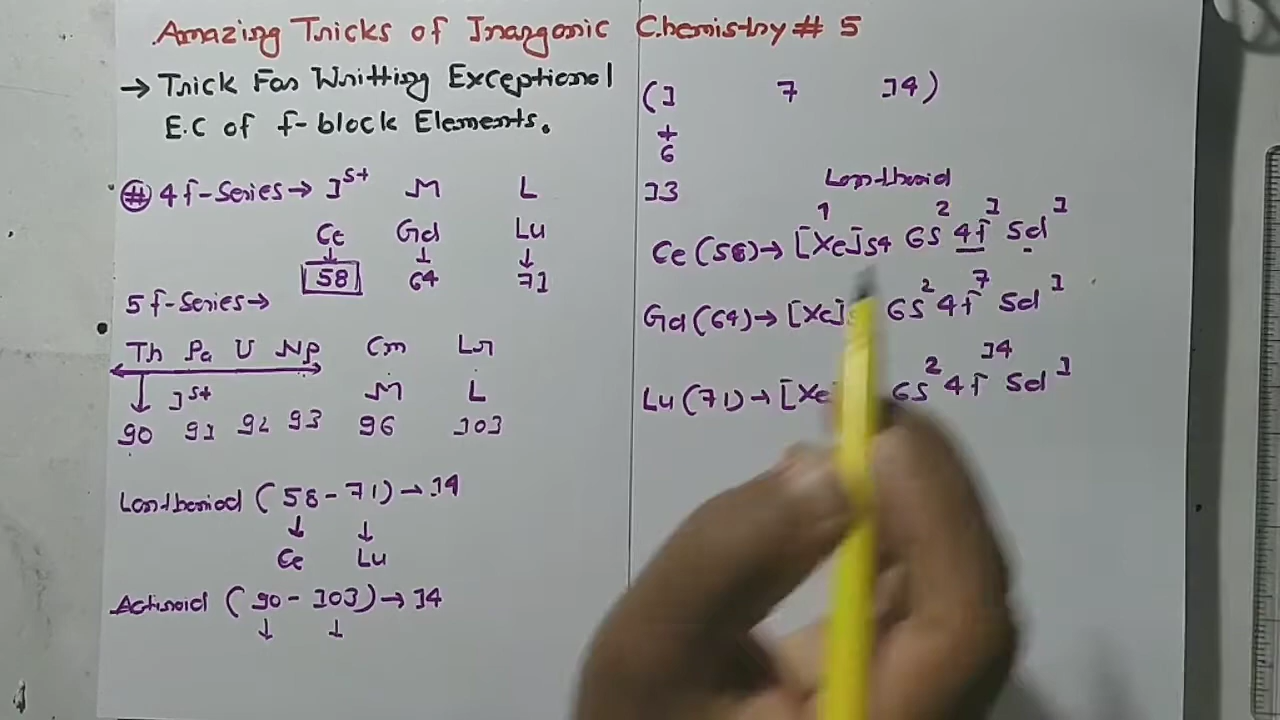 Amazing Tricks of Inorganic Chemistry # 5
→ Trick For Writting Exceptional
E.C of f-block Elements.
# 4f-Series → 1st M L
Ce Gd Lu
↓ ↓ ↓
58 64 71
5f-Series →
Th Pa U Np Cm Lr
1st M L
90 91 92 93 96 103
Lantheniod (58 - 71) → 14
↓ ↓
Ce Lu
Actinoid (90 - 103) → 14
↓ ↓
(1 7 14)
+
6
13
Lanthenoid
Ce (58) → [Xe]54 6s² 4f¹ 5d¹
Gd (64) → [Xe] 6s² 4f⁷ 5d¹
Lu (71) → [Xe] 6s² 4f¹⁴ 5d¹